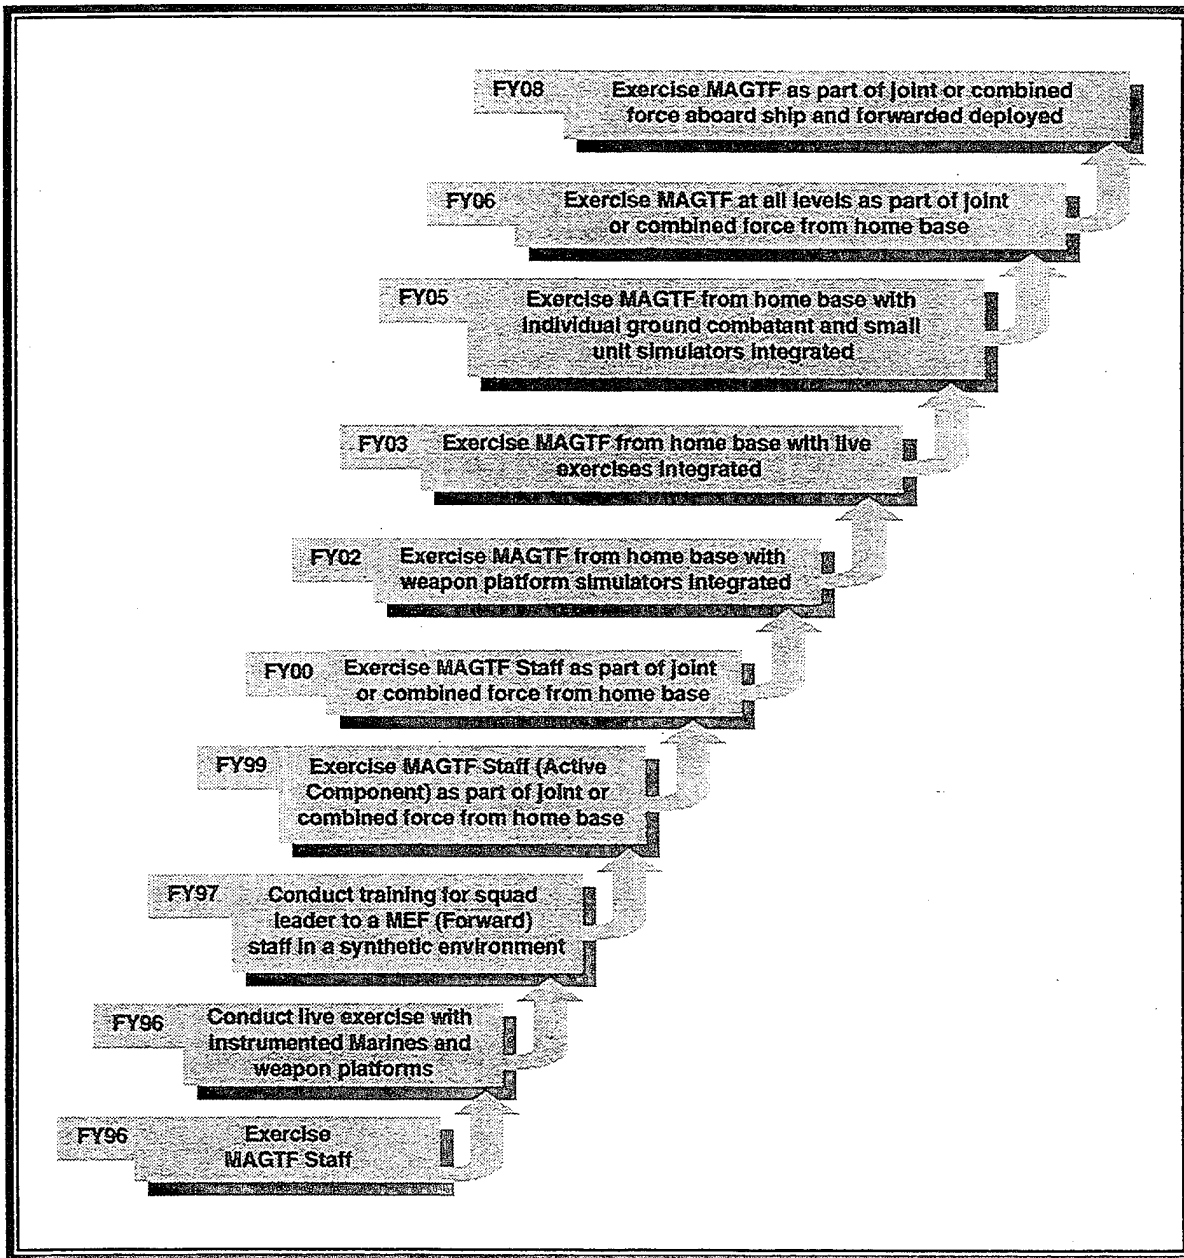 FY08
Exercise MAGTF as part of joint or combined
force aboard ship and forwarded deployed
FY06
Exercise MAGTF at all levels as part of joint
or combined force from home base
FY05
Exercise MAGTF from home base with
individual ground combatant and small
unit simulators integrated
FY03
Exercise MAGTF from home base with live
exercises integrated
FY02
Exercise MAGTF from home base with
weapon platform simulators integrated
FY00
Exercise MAGTF Staff as part of joint
or combined force from home base
FY99
Exercise MAGTF Staff (Active
Component) as part of joint or
combined force from home base
FY97
Conduct training for squad
leader to a MEF (Forward)
staff in a synthetic environment
FY96
Conduct live exercise with
instrumented Marines and
weapon platforms
FY96
Exercise
MAGTF Staff